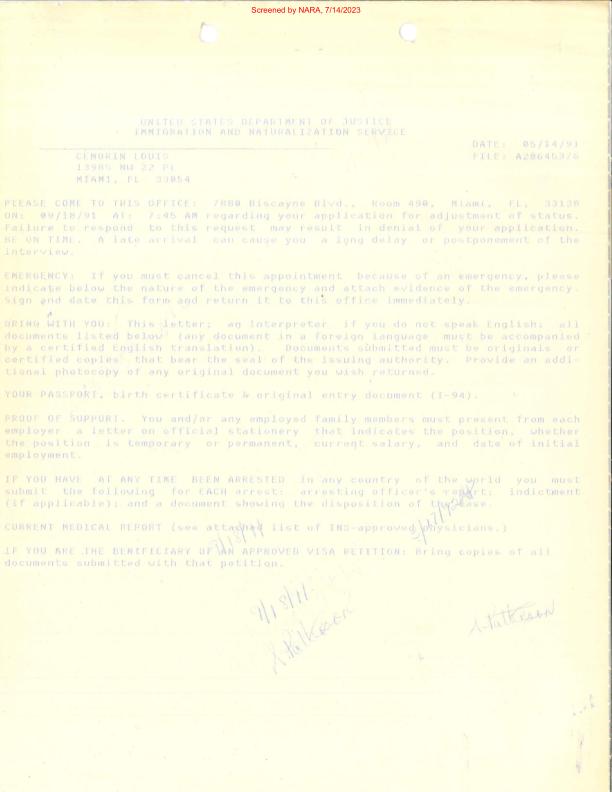 Screened by NARA, 7/14/2023
UNITED STATES DEPARTMENT OF JUSTICE
IMMIGRATION AND NATURALIZATION SERVICE
DATE: 06/14/91
FILE: A28645376
CENORIN LOUIS
13985 NW 22 PL
MIAMI, FL 33054
PLEASE COME TO THIS OFFICE: 7880 Biscayne Blvd., Room 490, Miami, FL, 33138
ON: 09/18/91 AT: 7:45 AM regarding your application for adjustment of status.
Failure to respond to this request may result in denial of your application.
BE ON TIME. A late arrival can cause you a long delay or postponement of the
interview.
EMERGENCY: If you must cancel this appointment because of an emergency, please
indicate below the nature of the emergency and attach evidence of the emergency.
Sign and date this form and return it to this office immediately.
BRING WITH YOU: This letter; an Interpreter if you do not speak English; all
documents listed below (any document in a foreign language must be accompanied
by a certified English translation). Documents submitted must be originals or
certified copies that bear the seal of the issuing authority. Provide an addi-
tional photocopy of any original document you wish returned.
YOUR PASSPORT, birth certificate & original entry document (I-94).
PROOF OF SUPPORT. You and/or any employed family members must present from each
employer a letter on official stationery that indicates the position, whether
the position is temporary or permanent, current salary, and date of initial
employment.
IF YOU HAVE AT ANY TIME BEEN ARRESTED in any country of the world you must
submit the following for EACH arrest: arresting officer's report; indictment
(if applicable); and a document showing the disposition of the case.
CURRENT MEDICAL REPORT (see attached list of INS-approved physicians.)
IF YOU ARE THE BENEFICIARY OF AN APPROVED VISA PETITION: Bring copies of all
documents submitted with that petition.